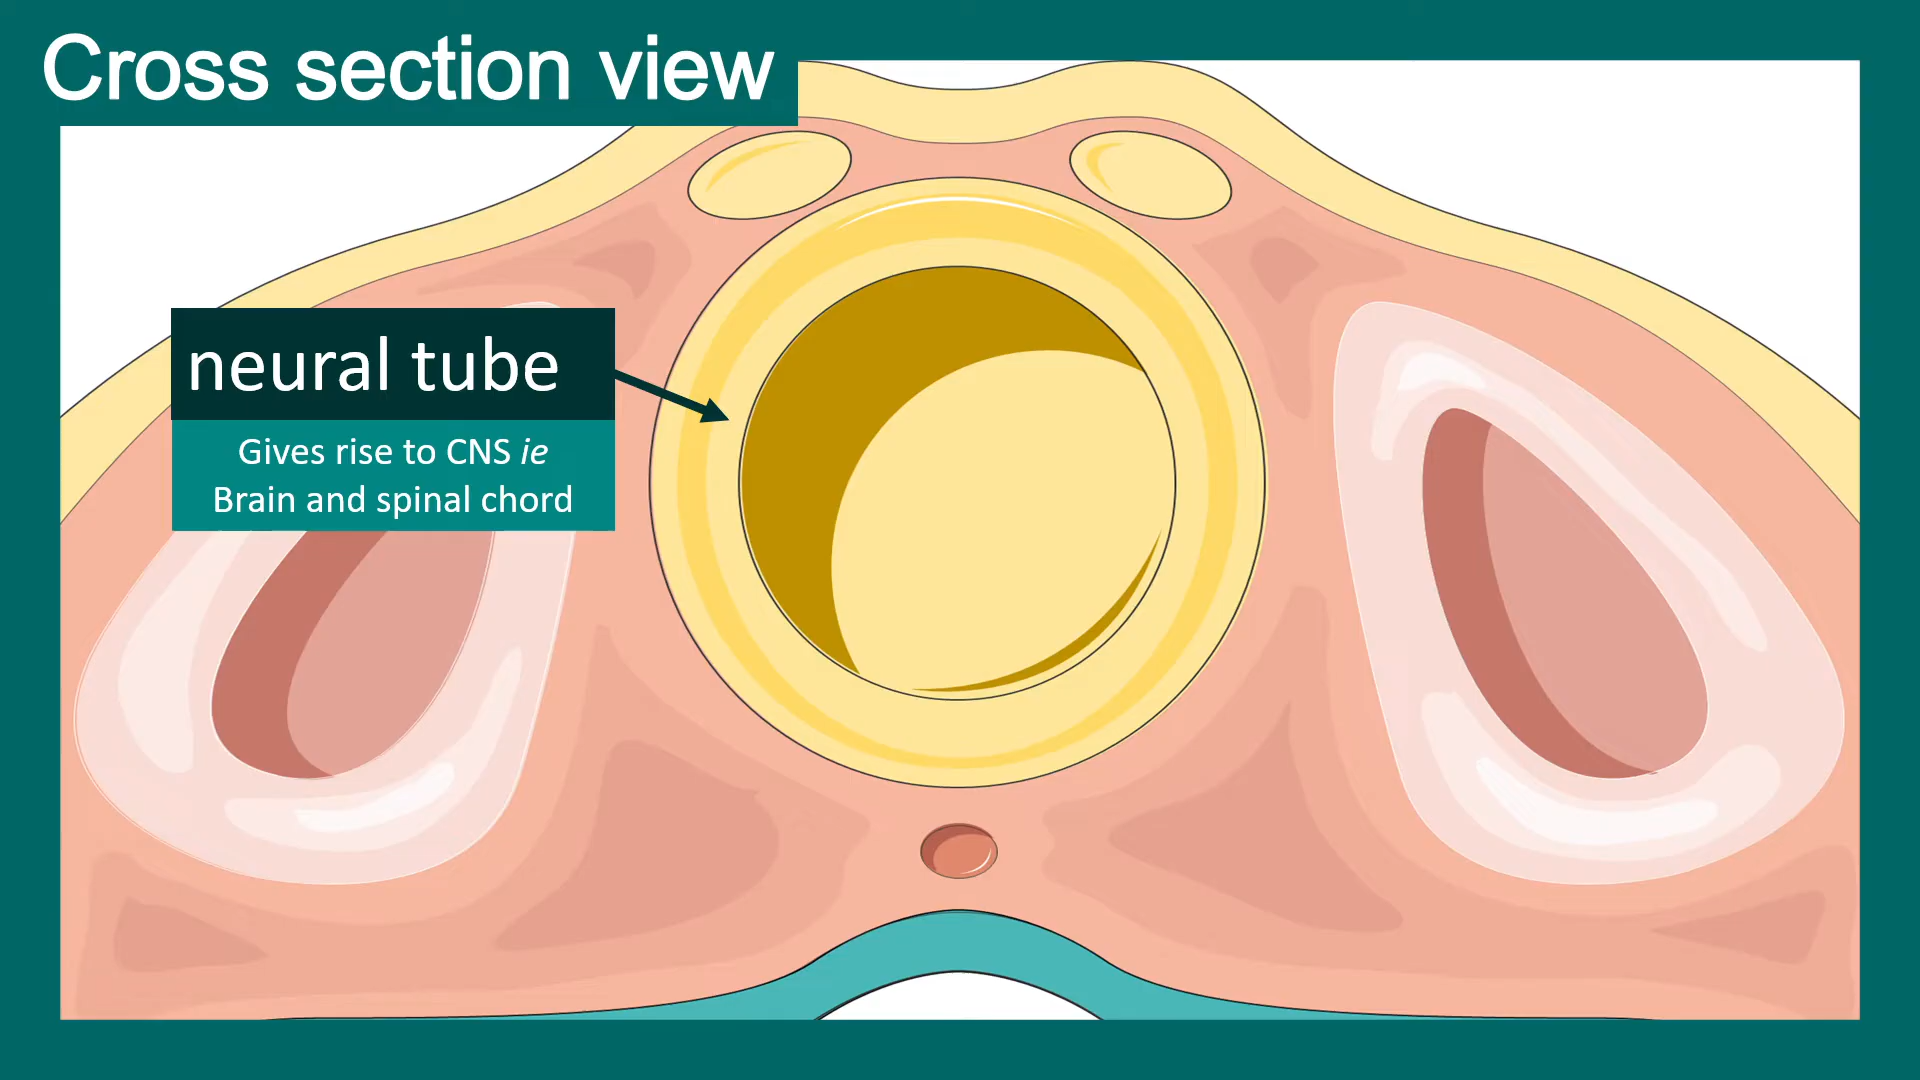 Cross section view
neural tube
Gives rise to CNS ie
Brain and spinal chord